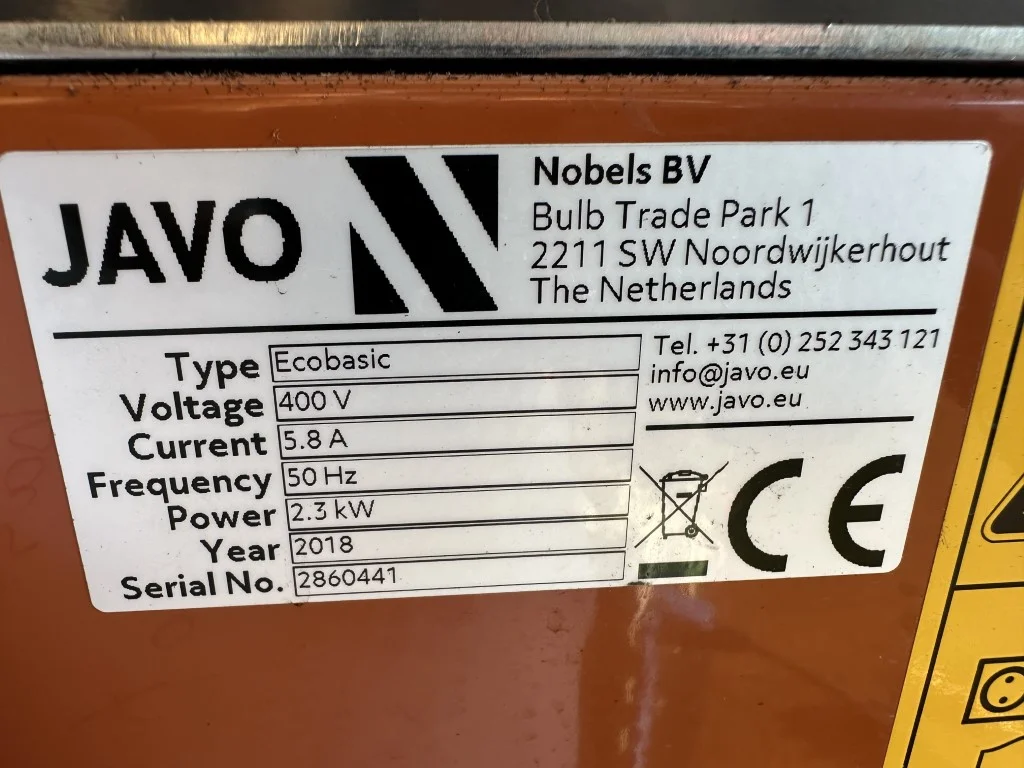 JAVO
Nobels BV
Bulb Trade Park 1
2211 SW Noordwijkerhout
The Netherlands
Tel. +31 (0) 252 343 121
info@javo.eu
www.javo.eu
Type Ecobasic
Voltage 400 V
Current 5.8 A
Frequency 50 Hz
Power 2.3 kW
Year 2018
Serial No. 2860441
CE